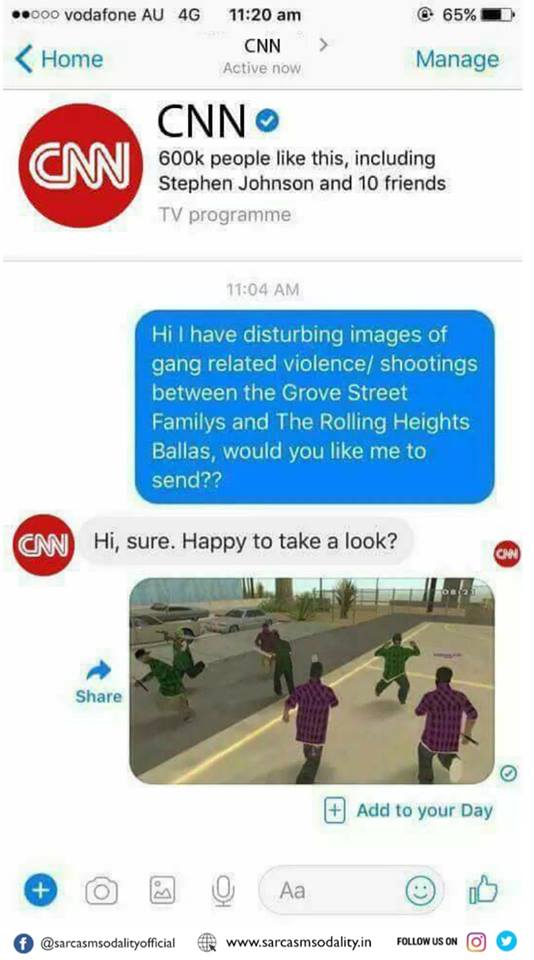 vodafone AU 4G 11:20 am 65%
CNN
Home Active now Manage
CNN
CNN
600k people like this, including
Stephen Johnson and 10 friends
TV programme
11:04 AM
Hi I have disturbing images of
gang related violence/ shootings
between the Grove Street
Familys and The Rolling Heights
Ballas, would you like me to
send??
CNN Hi, sure. Happy to take a look?
CNN
Share
Add to your Day
Aa
@sarcasmsodalityofficial www.sarcasmsodality.in FOLLOW US ON